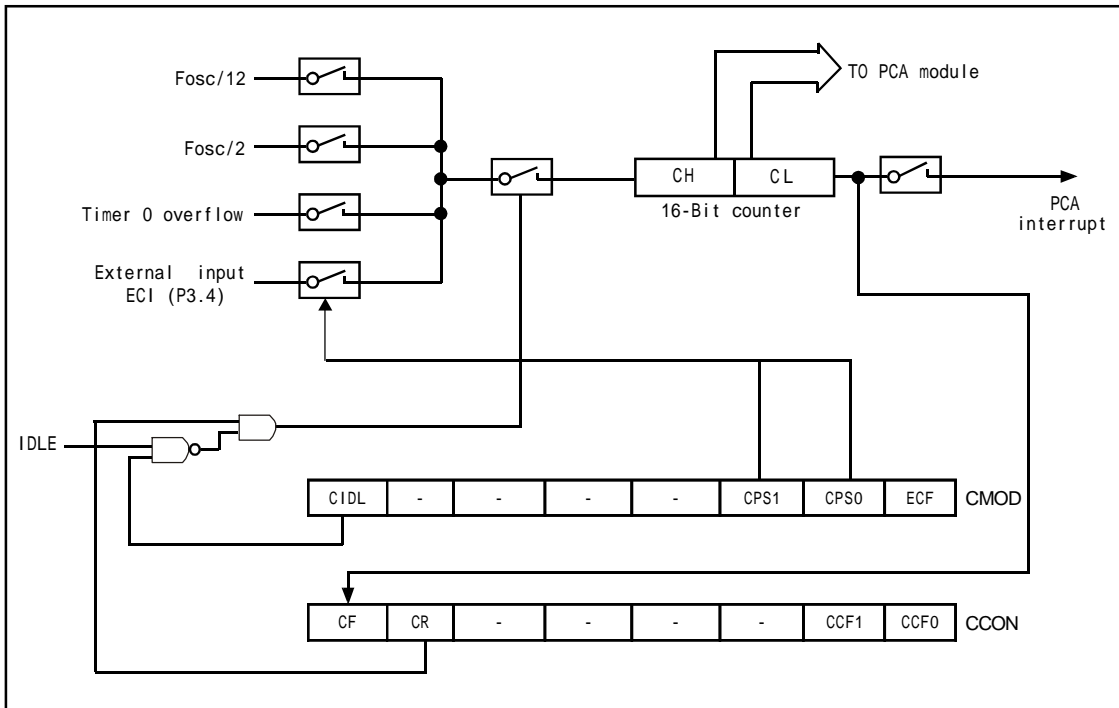 Fosc/12
TO PCA module
Fosc/2
CH CL
16-Bit counter
PCA
interrupt
Timer 0 overflow
External input
ECI (P3.4)
IDLE
CIDL - - - - CPS1 CPS0 ECF CMOD
CF CR - - - - CCF1 CCF0 CCON